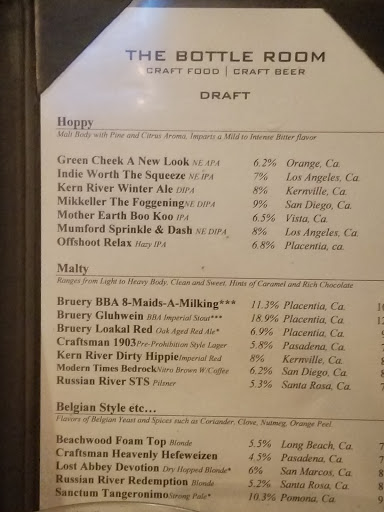 THE BOTTLE ROOM
CRAFT FOOD | CRAFT BEER
DRAFT
Hoppy
Malt Body with Pine and Citrus Aroma, Imparts a Mild to Intense Bitter flavor
Green Cheek A New Look NE APA 6.2% Orange, Ca.
Indie Worth The Squeeze NE IPA 7% Los Angeles, Ca.
Kern River Winter Ale DIPA 8% Kernville, Ca.
Mikkeller The Foggening NE DIPA 9% San Diego, Ca.
Mother Earth Boo Koo IPA 6.5% Vista, Ca.
Mumford Sprinkle & Dash NE DIPA 8% Los Angeles, Ca.
Offshoot Relax Hazy IPA 6.8% Placentia, ca.
Malty
Ranges from Light to Heavy Body, Clean and Sweet, Hints of Caramel and Rich Chocolate
Bruery BBA 8-Maids-A-Milking*** 11.3% Placentia, Ca.
Bruery Gluhwein BBA Imperial Stout*** 18.9% Placentia, Ca.
Bruery Loakal Red Oak Aged Red Ale* 6.9% Placentia, Ca.
Craftsman 1903 Pre-Prohibition Style Lager 5.8% Pasadena, Ca.
Kern River Dirty Hippie Imperial Red 8% Kernville, Ca.
Modern Times Bedrock Nitro Brown W/Coffee 6.2% San Diego, Ca.
Russian River STS Pilsner 5.3% Santa Rosa, Ca.
Belgian Style etc...
Flavors of Belgian Yeast and Spices such as Coriander, Clove, Nutmeg, Orange Peel
Beachwood Foam Top Blonde 5.5% Long Beach, Ca.
Craftsman Heavenly Hefeweizen 4.5% Pasadena, Ca.
Lost Abbey Devotion Dry Hopped Blonde* 6% San Marcos, Ca.
Russian River Redemption Blonde 5.2% Santa Rosa, Ca.
Sanctum Tangeronimo Strong Pale* 10.3% Pomona, Ca.